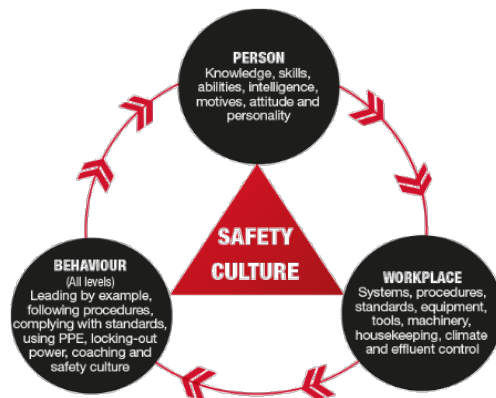 PERSON
Knowledge, skills,
abilities, intelligence,
motives, attitude and
personality
SAFETY
CULTURE
BEHAVIOUR
(All levels)
Leading by example,
following procedures,
complying with standards,
using PPE, locking-out
power, coaching and
safety culture
WORKPLACE
Systems, procedures,
standards, equipment,
tools, machinery,
housekeeping, climate
and effluent control